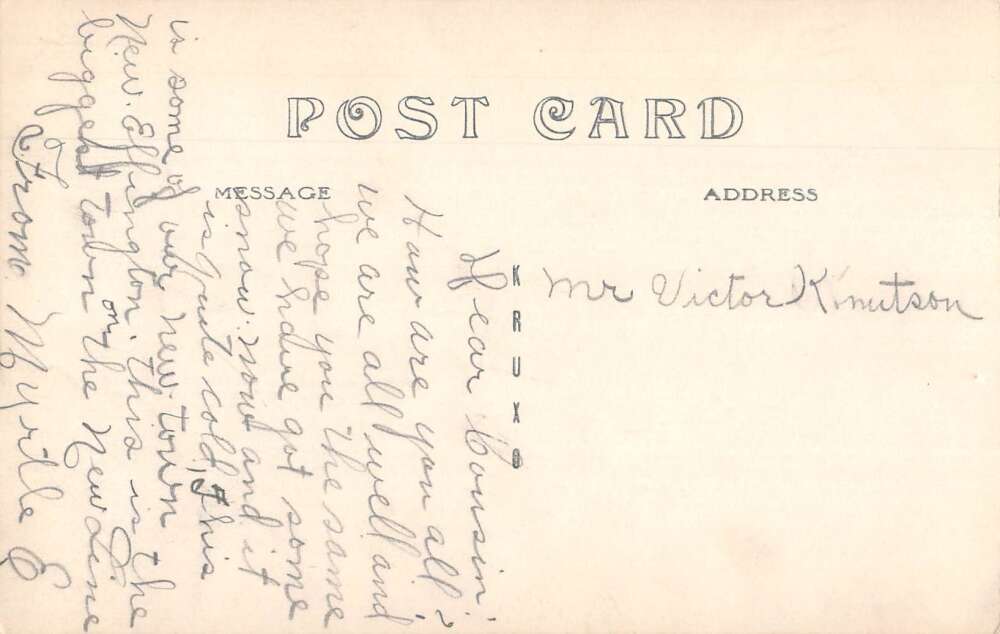 POST CARD
MESSAGE
ADDRESS
KRUXO
Mr Victor Knutson
Dear Cousin:
How are you all?
we are all well and
hope you the same
we have got some
snow now and it
is quite cold, This
is some of our new town
New Effington. this is the
biggest town on the New Line
From Myrtle E